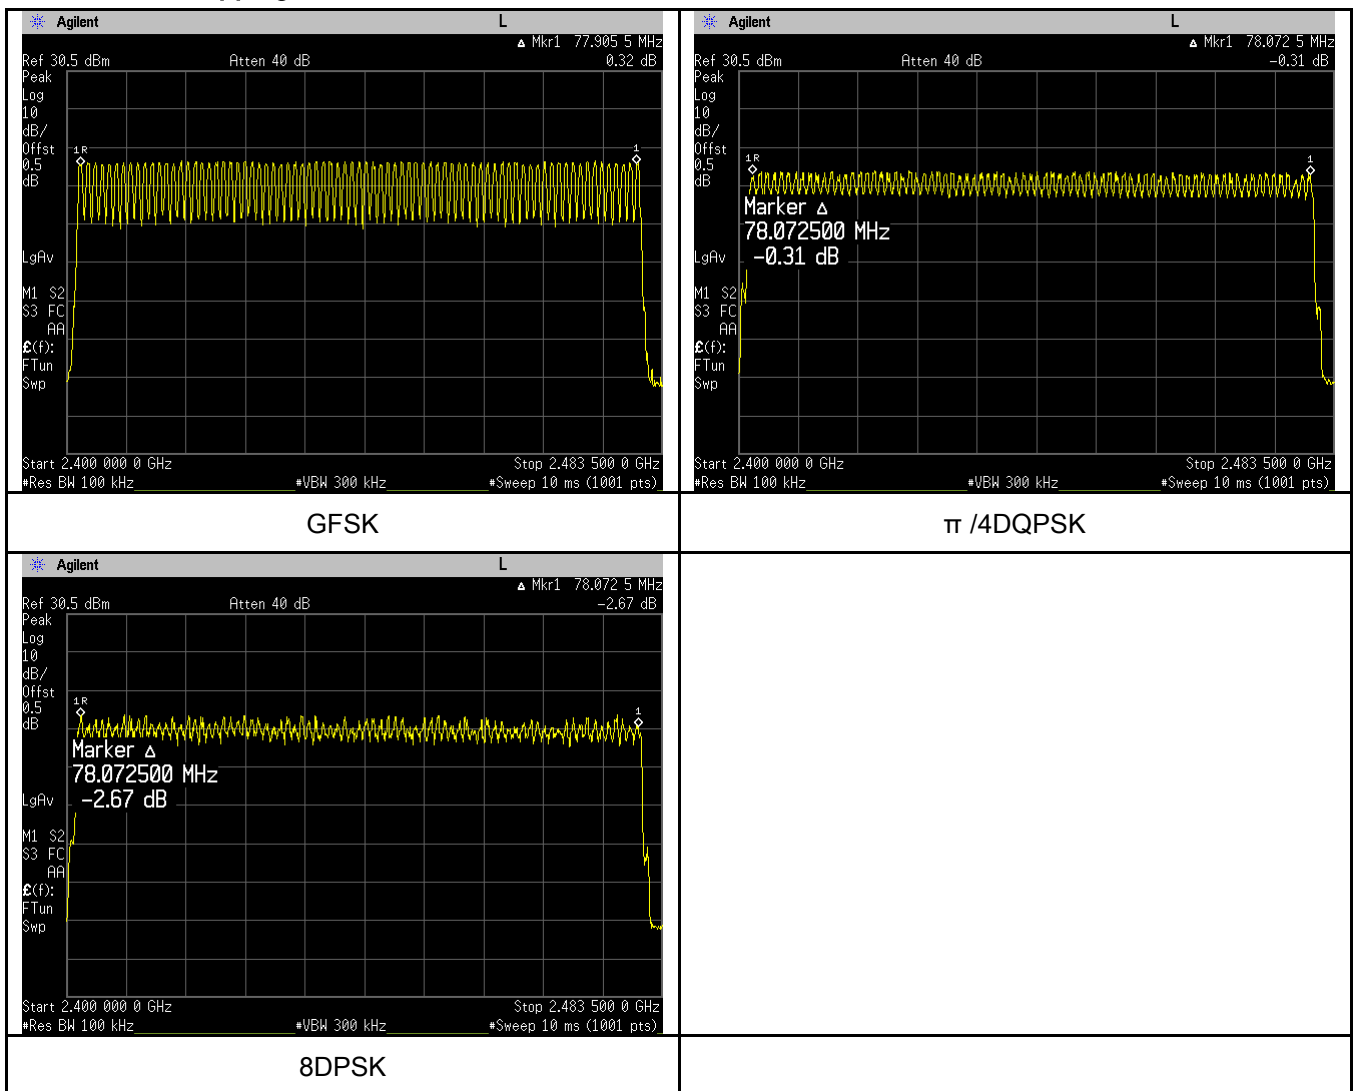 Agilent
L
Δ Mkr1 77.905 5 MHz
Ref 30.5 dBm
Atten 40 dB
0.32 dB
Peak
Log
10
dB/
Offst
0.5
dB
1R
1
LgAv
M1 S2
S3 FC
AA
£(f):
FTun
Swp
Start 2.400 000 0 GHz
Stop 2.483 500 0 GHz
#Res BW 100 kHz
#VBW 300 kHz
#Sweep 10 ms (1001 pts)
GFSK
Agilent
L
Δ Mkr1 78.072 5 MHz
Ref 30.5 dBm
Atten 40 dB
-0.31 dB
Peak
Log
10
dB/
Offst
0.5
dB
1R
1
Marker Δ
78.072500 MHz
-0.31 dB
LgAv
M1 S2
S3 FC
AA
£(f):
FTun
Swp
Start 2.400 000 0 GHz
Stop 2.483 500 0 GHz
#Res BW 100 kHz
#VBW 300 kHz
#Sweep 10 ms (1001 pts)
π /4DQPSK
Agilent
L
Δ Mkr1 78.072 5 MHz
Ref 30.5 dBm
Atten 40 dB
-2.67 dB
Peak
Log
10
dB/
Offst
0.5
dB
1R
1
Marker Δ
78.072500 MHz
-2.67 dB
LgAv
M1 S2
S3 FC
AA
£(f):
FTun
Swp
Start 2.400 000 0 GHz
Stop 2.483 500 0 GHz
#Res BW 100 kHz
#VBW 300 kHz
#Sweep 10 ms (1001 pts)
8DPSK